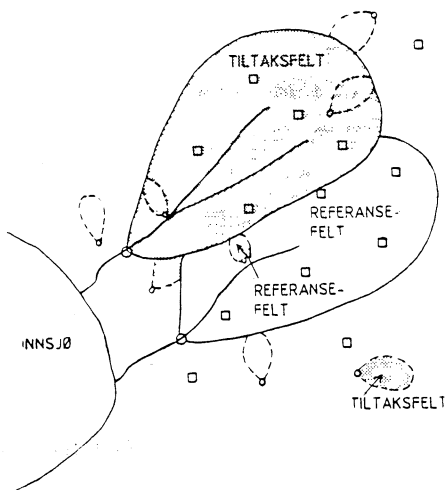 TILTAKSFELT
REFERANSE-
FELT
REFERANSE-
FELT
INNSJØ
TILTAKSFELT